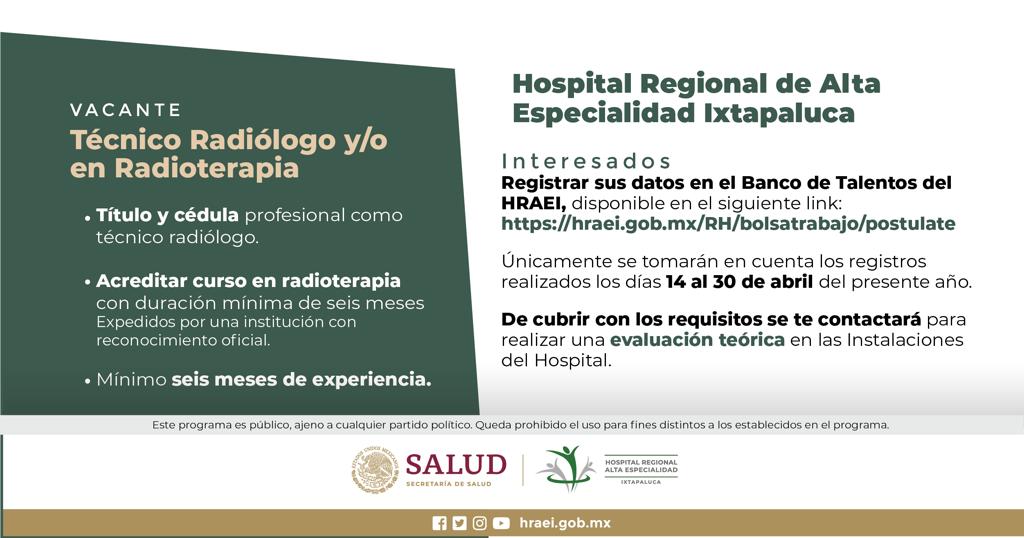 VACANTE
Técnico Radiólogo y/o
en Radioterapia
• Título y cédula profesional como
técnico radiólogo.
• Acreditar curso en radioterapia
con duración mínima de seis meses
Expedidos por una institución con
reconocimiento oficial.
• Mínimo seis meses de experiencia.
Hospital Regional de Alta
Especialidad Ixtapaluca
Interesados
Registrar sus datos en el Banco de Talentos del
HRAEI, disponible en el siguiente link:
https://hraei.gob.mx/RH/bolsatrabajo/postulate
Únicamente se tomarán en cuenta los registros
realizados los días 14 al 30 de abril del presente año.
De cubrir con los requisitos se te contactará para
realizar una evaluación teórica en las Instalaciones
del Hospital.
Este programa es público, ajeno a cualquier partido político. Queda prohibido el uso para fines distintos a los establecidos en el programa.
ESTADOS UNIDOS MEXICANOS
SALUD
SECRETARÍA DE SALUD
HOSPITAL REGIONAL
ALTA ESPECIALIDAD
IXTAPALUCA
hraei.gob.mx